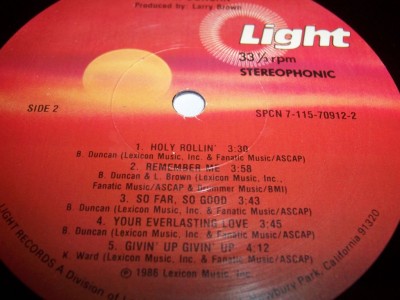 Produced by: Larry Brown
Light
33 1/3 rpm
STEREOPHONIC
SIDE 2
SPCN 7-115-70912-2
1. HOLY ROLLIN' 3:30
B. Duncan (Lexicon Music, Inc. & Fanatic Music/ASCAP)
2. REMEMBER ME 3:58
B. Duncan & L. Brown (Lexicon Music, Inc.,
Fanatic Music/ASCAP & Drummer Music/BMI)
3. SO FAR, SO GOOD 3:43
B. Duncan (Lexicon Music, Inc. & Fanatic Music/ASCAP)
4. YOUR EVERLASTING LOVE 3:45
B. Duncan (Lexicon Music, Inc. & Fanatic Music/ASCAP)
5. GIVIN' UP GIVIN' UP 4:12
K. Ward (Lexicon Music, Inc./ASCAP)
© 1986 Lexicon Music, Inc.
LIGHT RECORDS A Division of
Park, California 91320